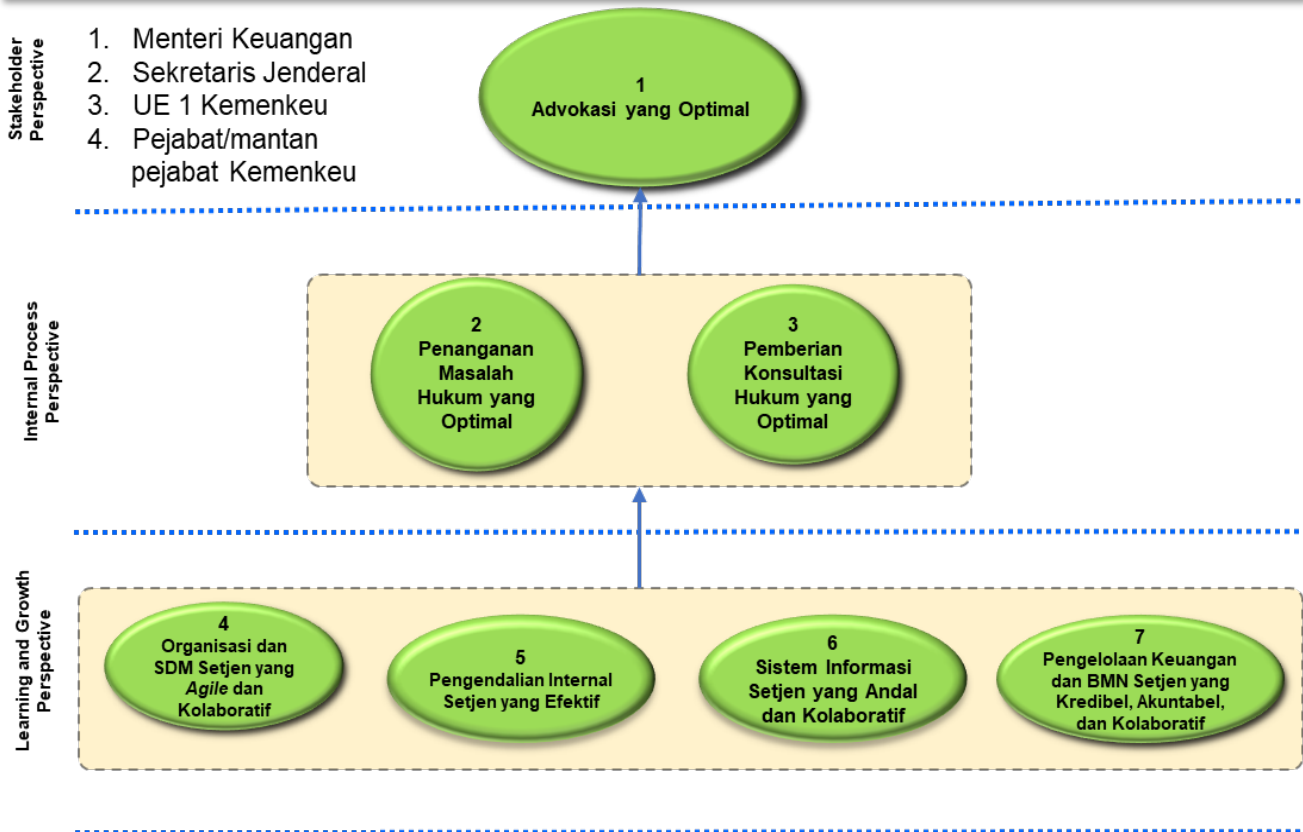 Stakeholder
Perspective
1. Menteri Keuangan
2. Sekretaris Jenderal
3. UE 1 Kemenkeu
4. Pejabat/mantan
pejabat Kemenkeu
1
Advokasi yang Optimal
Internal Process
Perspective
2
Penanganan
Masalah
Hukum yang
Optimal
3
Pemberian
Konsultasi
Hukum yang
Optimal
Learning and Growth
Perspective
4
Organisasi dan
SDM Setjen yang
Agile dan
Kolaboratif
5
Pengendalian Internal
Setjen yang Efektif
6
Sistem Informasi
Setjen yang Andal
dan Kolaboratif
7
Pengelolaan Keuangan
dan BMN Setjen yang
Kredibel, Akuntabel,
dan Kolaboratif